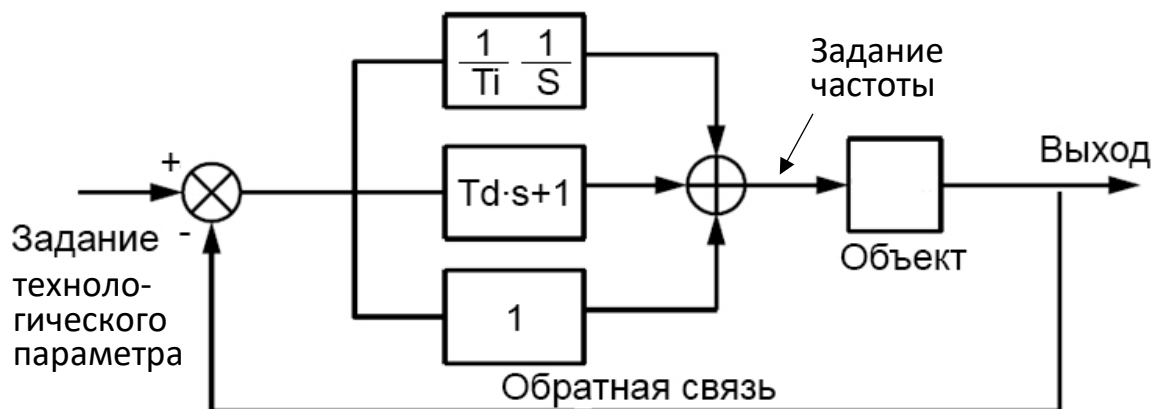 1 1
Ti S
Задание
частоты
+
Выход
Td·s+1
-
Задание
техноло-
гического
параметра
Объект
1
Обратная связь